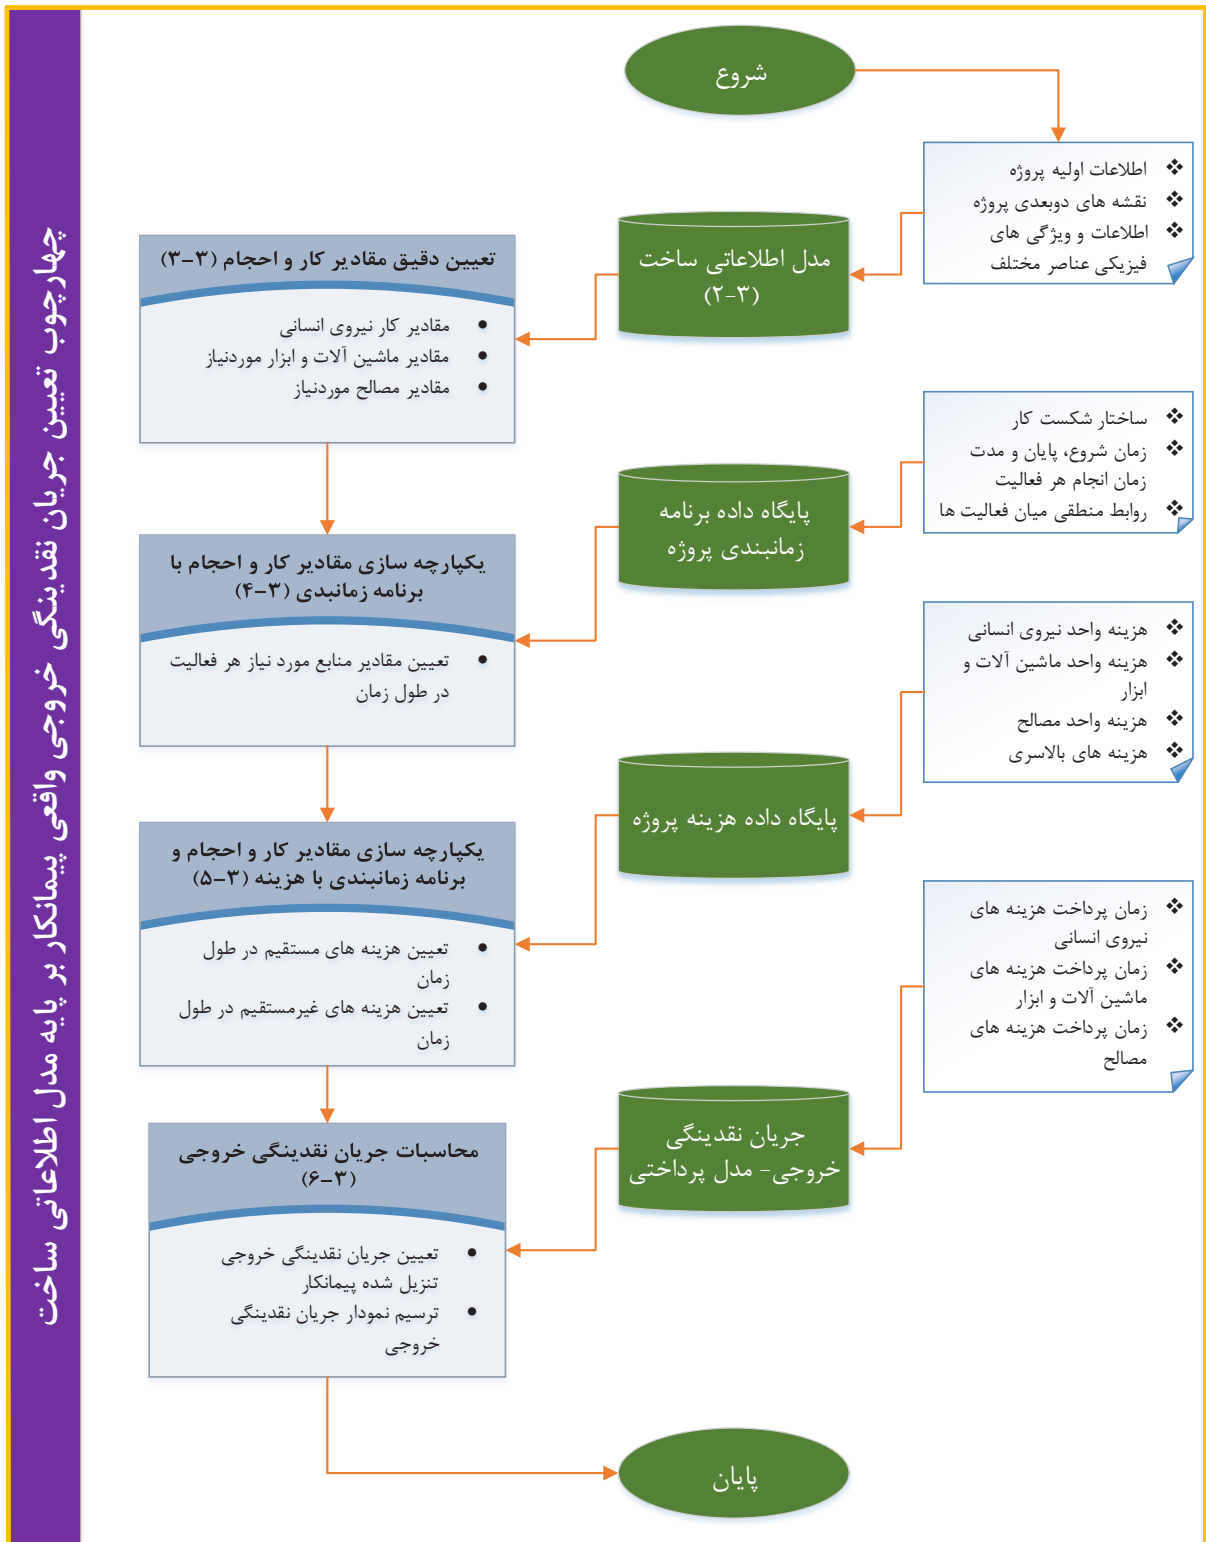 چهارچوب تعیین جریان نقدینگی خروجی واقعی پیمانکار بر پایه مدل اطلاعاتی ساخت
شروع
❖ اطلاعات اولیه پروژه
❖ نقشه های دوبعدی پروژه
❖ اطلاعات و ویژگی های
فیزیکی عناصر مختلف
مدل اطلاعاتی ساخت
(۲-۳)
تعیین دقیق مقادیر کار و احجام (۳-۳)
• مقادیر کار نیروی انسانی
• مقادیر ماشین آلات و ابزار موردنیاز
• مقادیر مصالح موردنیاز
❖ ساختار شکست کار
❖ زمان شروع، پایان و مدت
زمان انجام هر فعالیت
❖ روابط منطقی میان فعالیت ها
پایگاه داده برنامه
زمانبندی پروژه
یکپارچه سازی مقادیر کار و احجام با
برنامه زمانبدی (۳-۴)
• تعیین مقادیر منابع مورد نیاز هر فعالیت
در طول زمان
❖ هزینه واحد نیروی انسانی
❖ هزینه واحد ماشین آلات و
ابزار
❖ هزینه واحد مصالح
❖ هزینه های بالاسری
پایگاه داده هزینه پروژه
یکپارچه سازی مقادیر کار و احجام و
برنامه زمانبندی با هزینه (۳-۵)
• تعیین هزینه های مستقیم در طول
زمان
• تعیین هزینه های غیرمستقیم در طول
زمان
❖ زمان پرداخت هزینه های
نیروی انسانی
❖ زمان پرداخت هزینه های
ماشین آلات و ابزار
❖ زمان پرداخت هزینه های
مصالح
جریان نقدینگی
خروجی- مدل پرداختی
محاسبات جریان نقدینگی خروجی
(۳-۶)
• تعیین جریان نقدینگی خروجی
تنزیل شده پیمانکار
• ترسیم نمودار جریان نقدینگی
خروجی
پایان